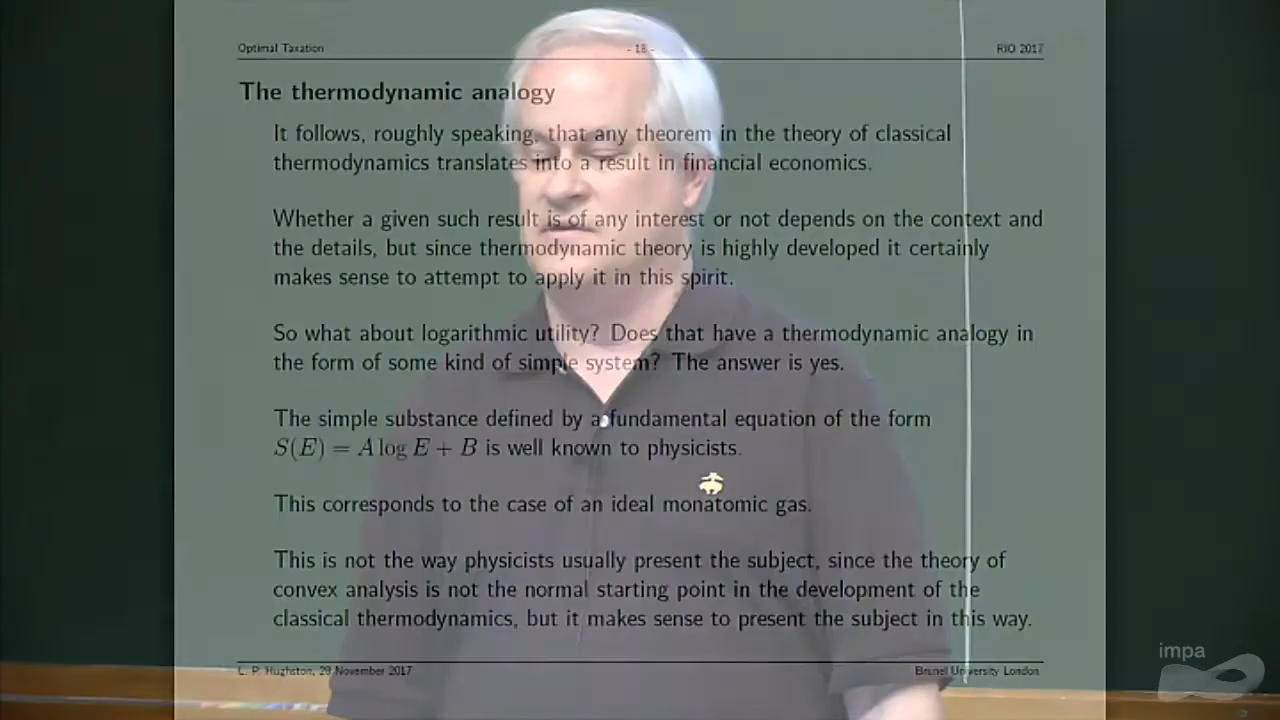 Optimal Taxation - 18 - RIO 2017
The thermodynamic analogy
It follows, roughly speaking, that any theorem in the theory of classical
thermodynamics translates into a result in financial economics.
Whether a given such result is of any interest or not depends on the context and
the details, but since thermodynamic theory is highly developed it certainly
makes sense to attempt to apply it in this spirit.
So what about logarithmic utility? Does that have a thermodynamic analogy in
the form of some kind of simple system? The answer is yes.
The simple substance defined by a fundamental equation of the form
S(E) = A log E + B is well known to physicists.
This corresponds to the case of an ideal monatomic gas.
This is not the way physicists usually present the subject, since the theory of
convex analysis is not the normal starting point in the development of the
classical thermodynamics, but it makes sense to present the subject in this way.
L. P. Hughston, 29 November 2017 Brunel University London
impa